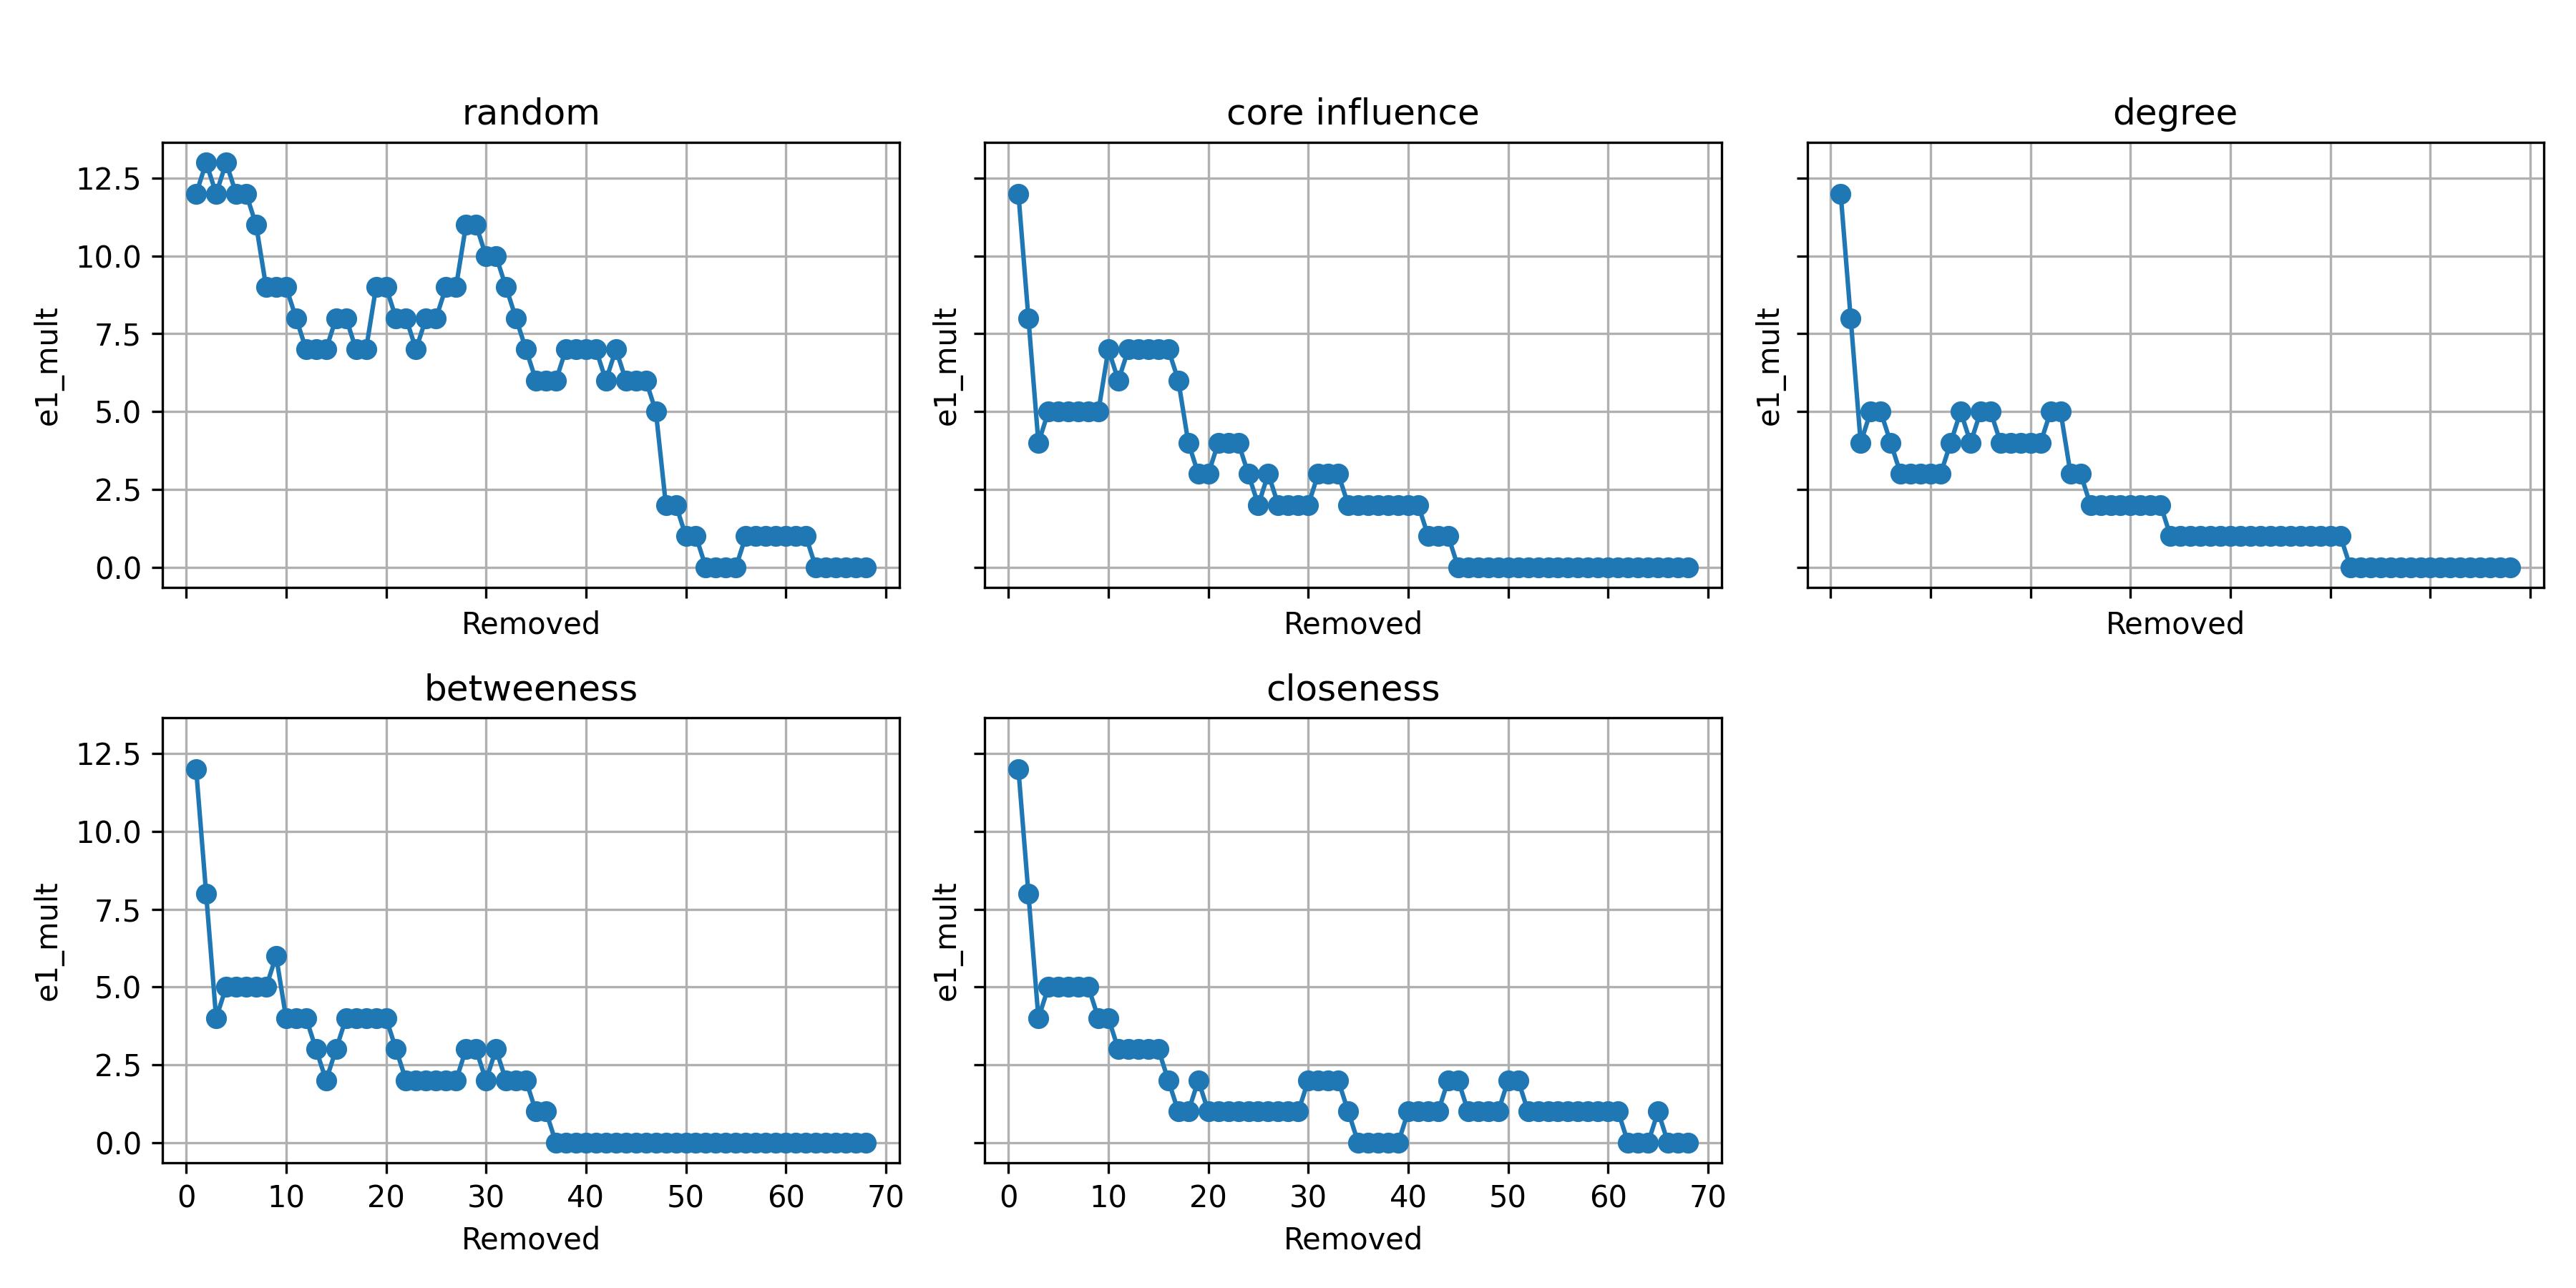 random
core influence
degree
12.5
10.0
7.5
5.0
2.5
0.0
e1_mult
e1_mult
e1_mult
Removed
Removed
Removed
betweeness
closeness
12.5
10.0
7.5
5.0
2.5
0.0
e1_mult
e1_mult
0 10 20 30 40 50 60 70
0 10 20 30 40 50 60 70
Removed
Removed